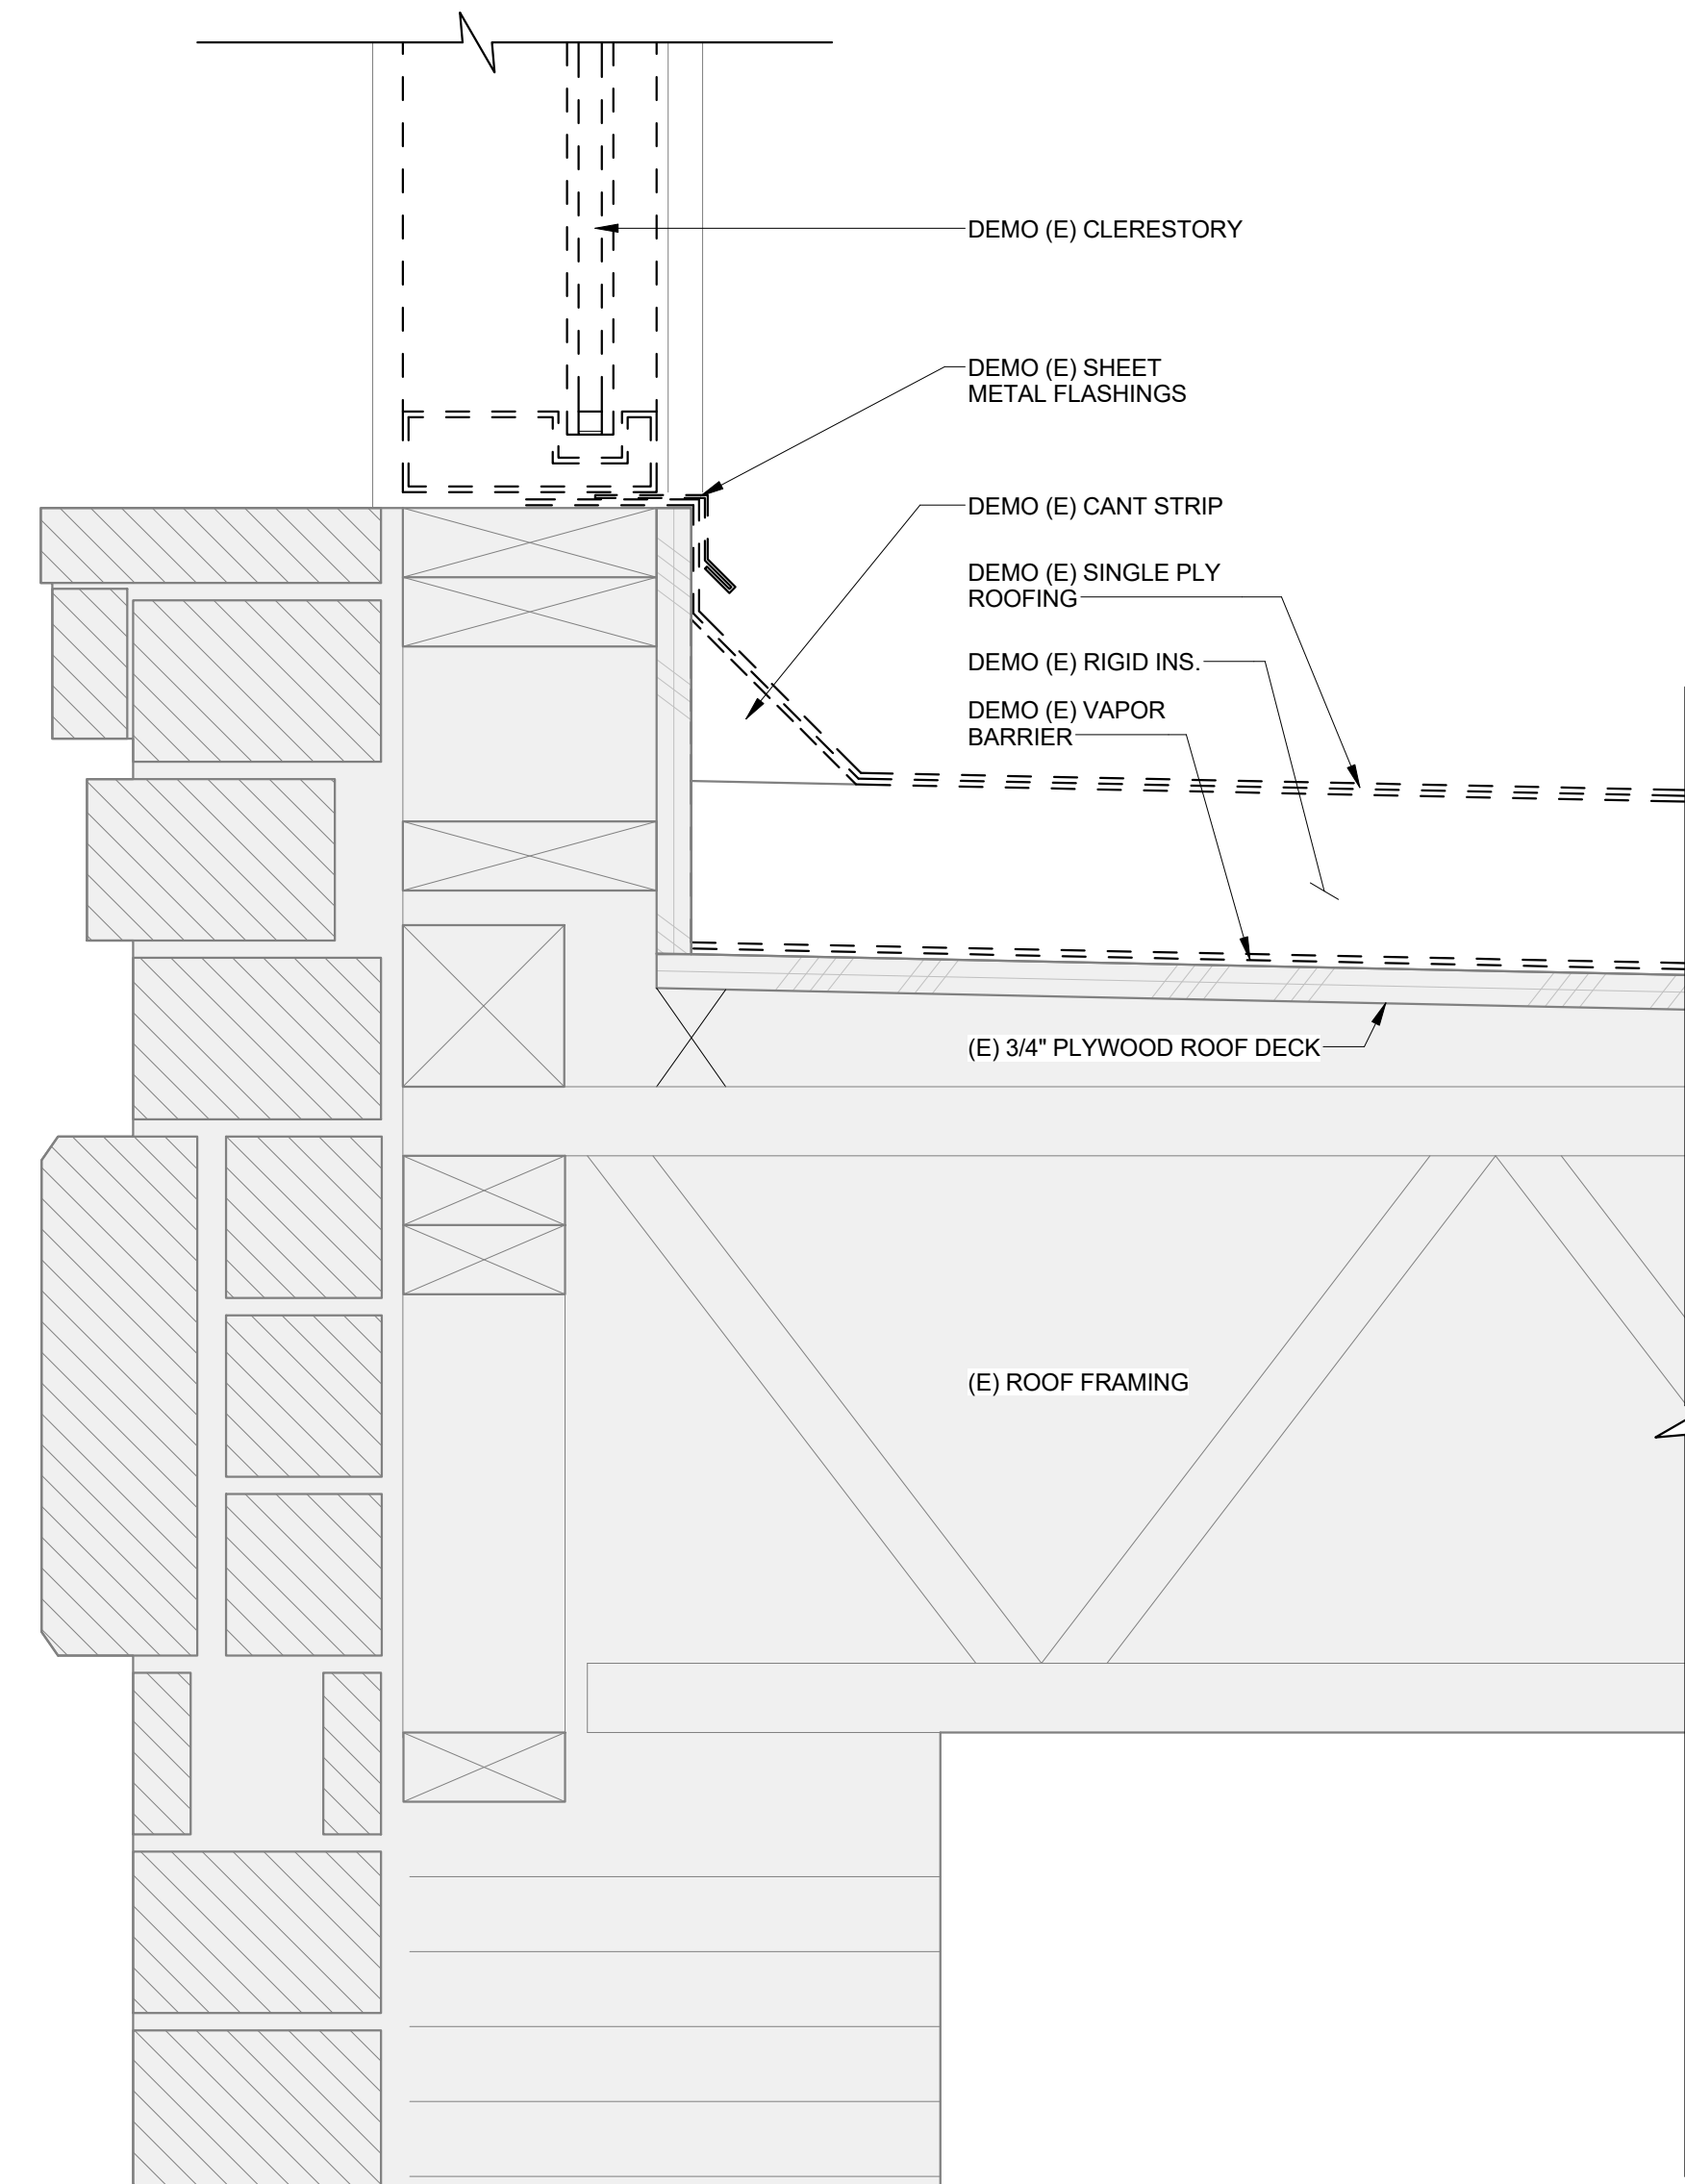 DEMO (E) CLERESTORY
DEMO (E) SHEET
METAL FLASHINGS
DEMO (E) CANT STRIP
DEMO (E) SINGLE PLY
ROOFING
DEMO (E) RIGID INS.
DEMO (E) VAPOR
BARRIER
(E) 3/4" PLYWOOD ROOF DECK
(E) ROOF FRAMING